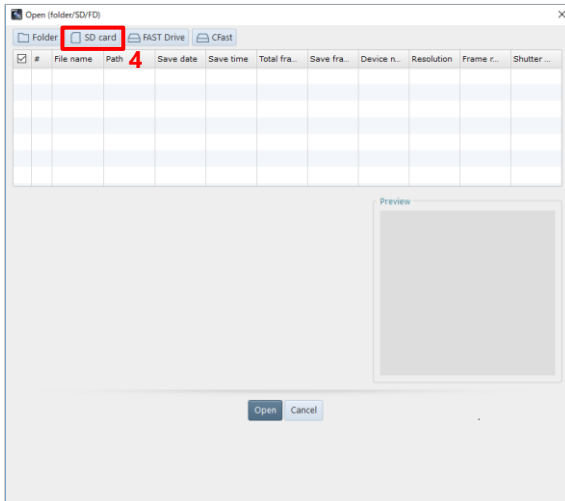 Open (folder/SD/FD)
Folder SD card FAST Drive CFast
4
# File name Path Save date Save time Total fra... Save fra... Device n... Resolution Frame r... Shutter ...
Preview
Open Cancel